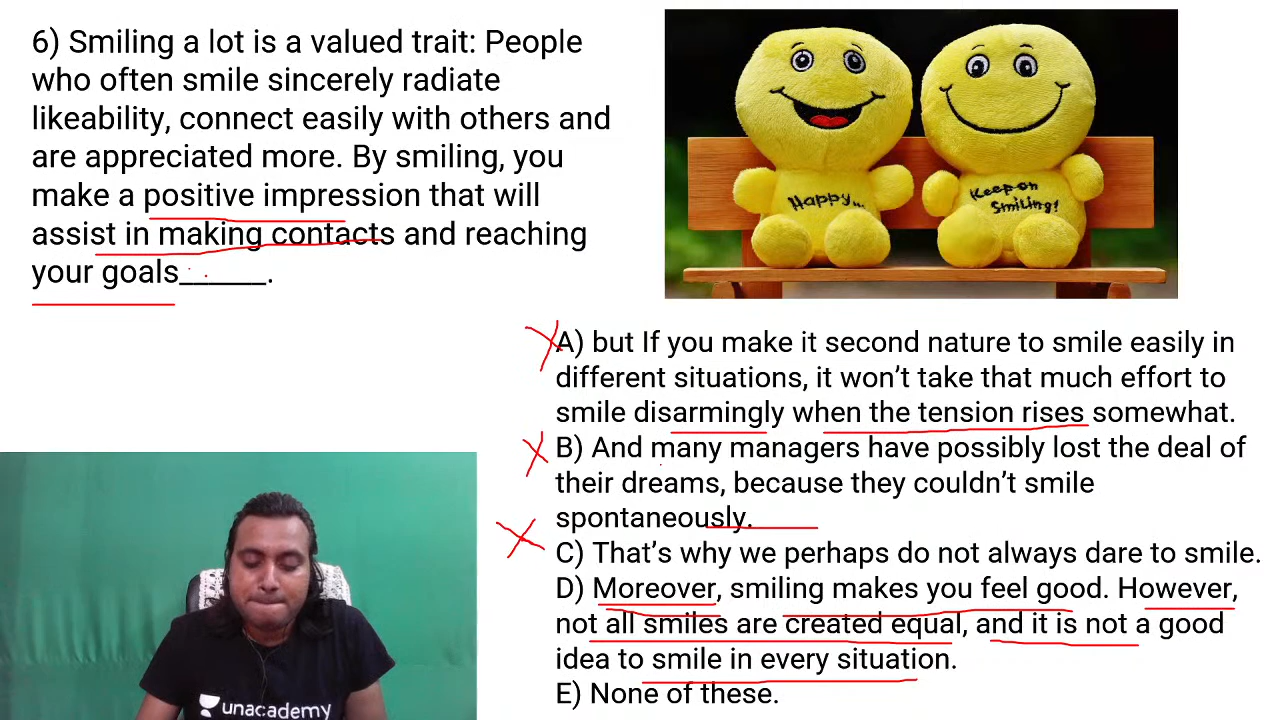 6) Smiling a lot is a valued trait: People
who often smile sincerely radiate
likeability, connect easily with others and
are appreciated more. By smiling, you
make a positive impression that will
assist in making contacts and reaching
your goals______.
Happy...
Keep on
Smiling!
A) but If you make it second nature to smile easily in
different situations, it won’t take that much effort to
smile disarmingly when the tension rises somewhat.
B) And many managers have possibly lost the deal of
their dreams, because they couldn’t smile
spontaneously.
C) That’s why we perhaps do not always dare to smile.
D) Moreover, smiling makes you feel good. However,
not all smiles are created equal, and it is not a good
idea to smile in every situation.
E) None of these.
unacademy